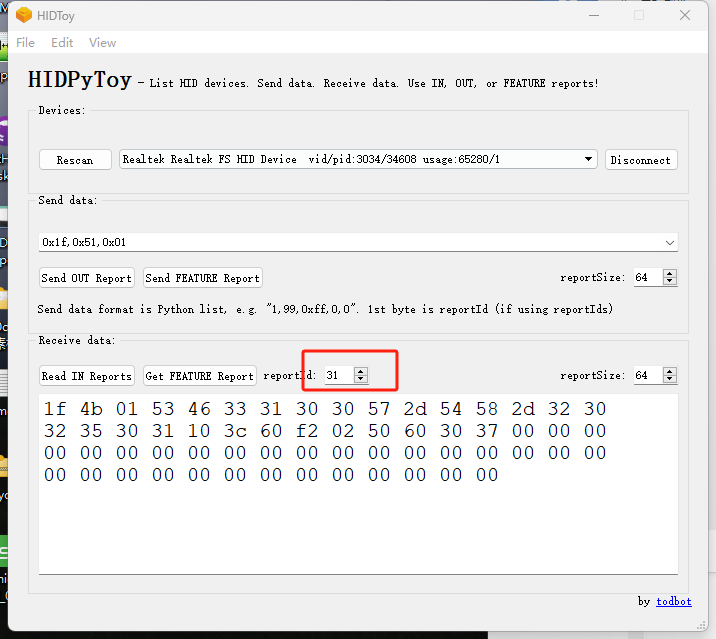 HIDToy
File Edit View
HIDPyToy - List HID devices. Send data. Receive data. Use IN, OUT, or FEATURE reports!
Devices:
Rescan Realtek Realtek FS HID Device vid/pid:3034/34608 usage:65280/1 Disconnect
Send data:
0x1f,0x51,0x01
Send OUT Report Send FEATURE Report reportSize: 64
Send data format is Python list, e.g. "1,99,0xff,0,0". 1st byte is reportId (if using reportIds)
Receive data:
Read IN Reports Get FEATURE Report reportId: 31 reportSize: 64
1f 4b 01 53 46 33 31 30 30 57 2d 54 58 2d 32 30
32 35 30 31 10 3c 60 f2 02 50 60 30 37 00 00 00
00 00 00 00 00 00 00 00 00 00 00 00 00 00 00 00
00 00 00 00 00 00 00 00 00 00 00 00 00
by todbot